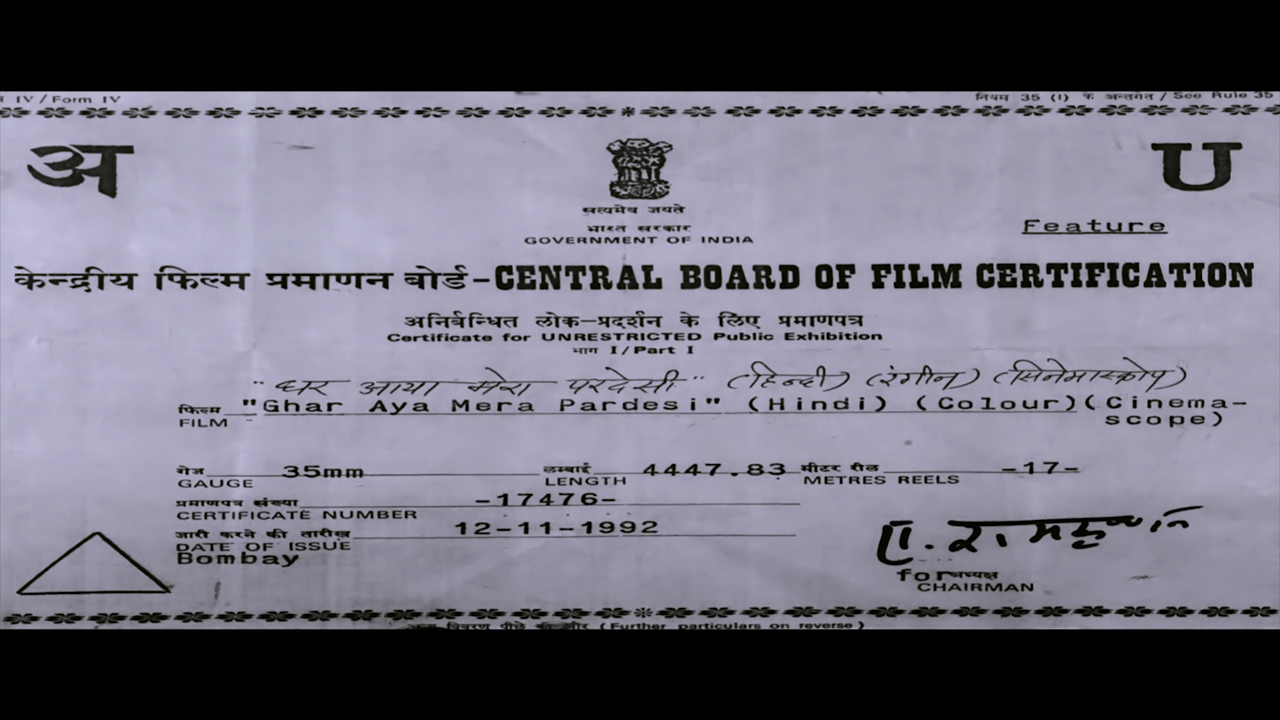 IV / Form IV
नियम 35 (I) के अन्तर्गत / See Rule 35
अ
U
सत्यमेव जयते
भारत सरकार
GOVERNMENT OF INDIA
Feature
केन्द्रीय फिल्म प्रमाणन बोर्ड-CENTRAL BOARD OF FILM CERTIFICATION
अनिर्बन्धित लोक-प्रदर्शन के लिए प्रमाणपत्र
Certificate for UNRESTRICTED Public Exhibition
भाग I/Part I
"घर आया मेरा परदेसी" (हिन्दी) (रंगीन) (सिनेमास्कोप)
फिल्म "Ghar Aya Mera Pardesi" (Hindi) (Colour)(Cinema-
FILM scope)
गेज 35mm लम्बाई 4447.83 मीटर रील -17-
GAUGE LENGTH METRES REELS
प्रमाणपत्र संख्या -17476-
CERTIFICATE NUMBER
जारी करने की तारीख 12-11-1992
DATE OF ISSUE
Bombay
for अध्यक्ष
CHAIRMAN
अन्य विवरण पीछे की ओर (Further particulars on reverse)